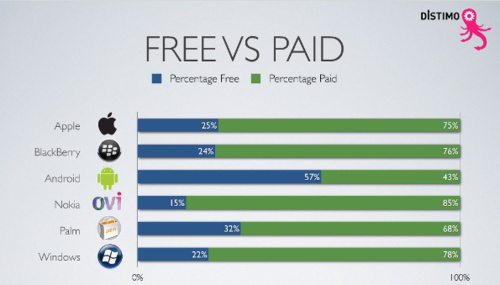 DISTIMO
FREE VS PAID
Percentage Free Percentage Paid
Apple 25% 75%
BlackBerry 24% 76%
Android 57% 43%
Nokia ovi 15% 85%
Palm 32% 68%
Windows 22% 78%
0% 100%